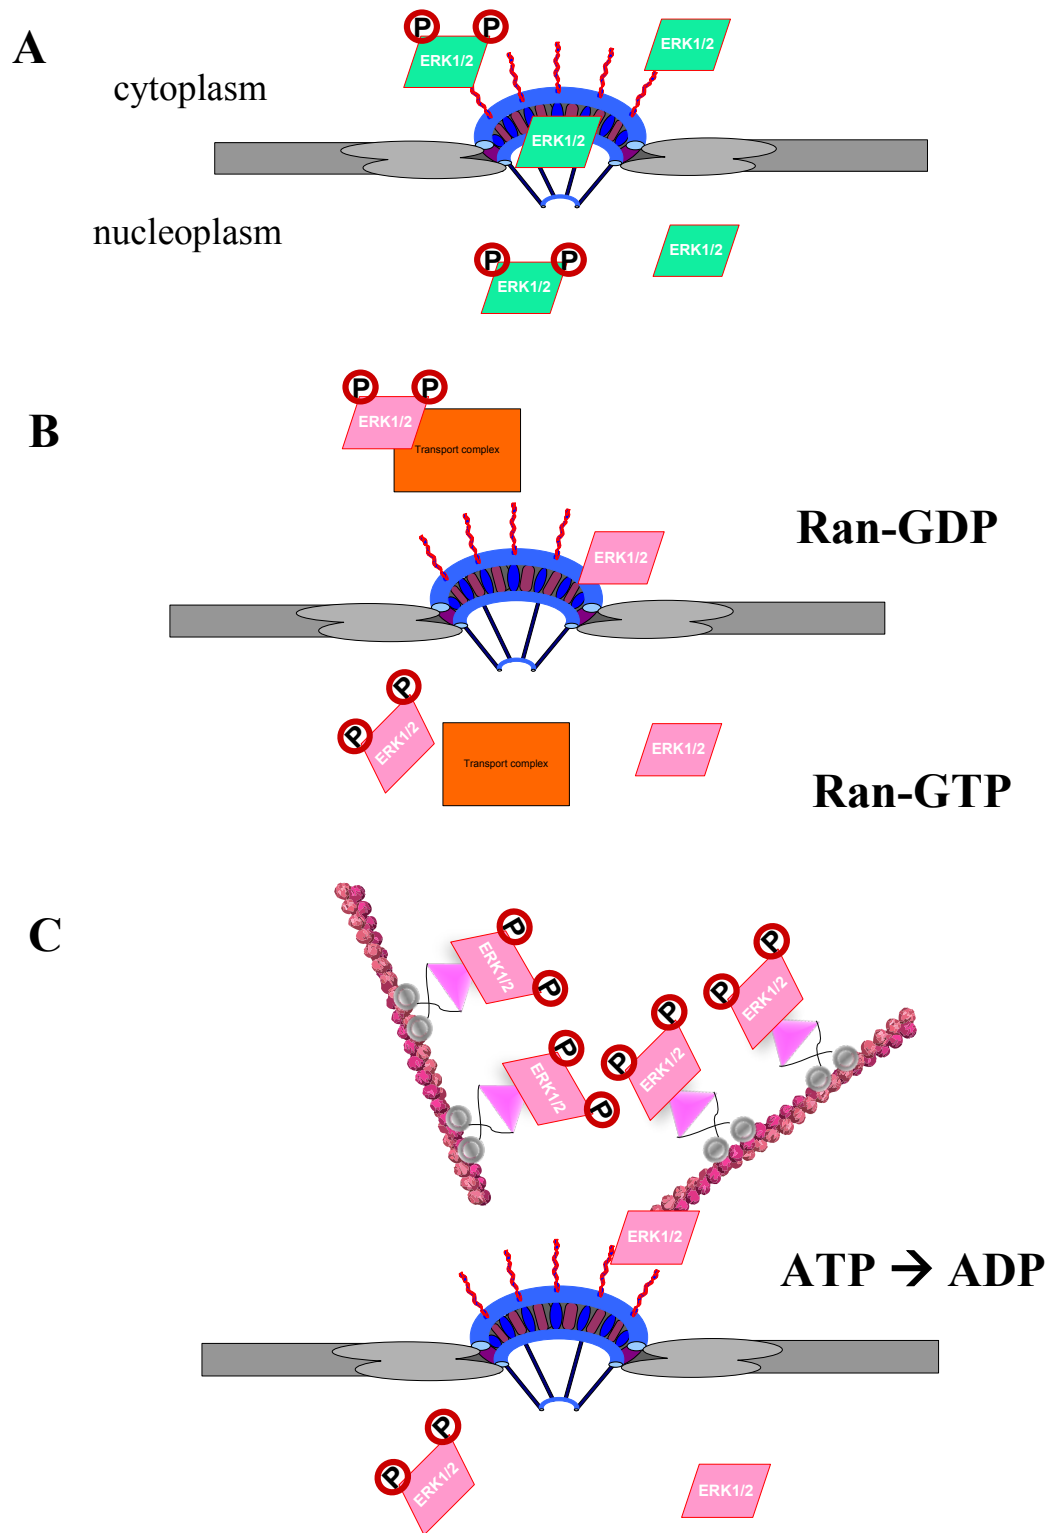 A
P P
ERK1/2
ERK1/2
cytoplasm
ERK1/2
nucleoplasm
P P
ERK1/2
ERK1/2
P P
B
ERK1/2
Transport complex
Ran-GDP
ERK1/2
P
P
ERK1/2
ERK1/2
Transport complex
Ran-GTP
C
P
ERK1/2
P
P
P
ERK1/2
P
ERK1/2
P
P
P
ERK1/2
P
ERK1/2
ATP → ADP
P
P
ERK1/2
ERK1/2